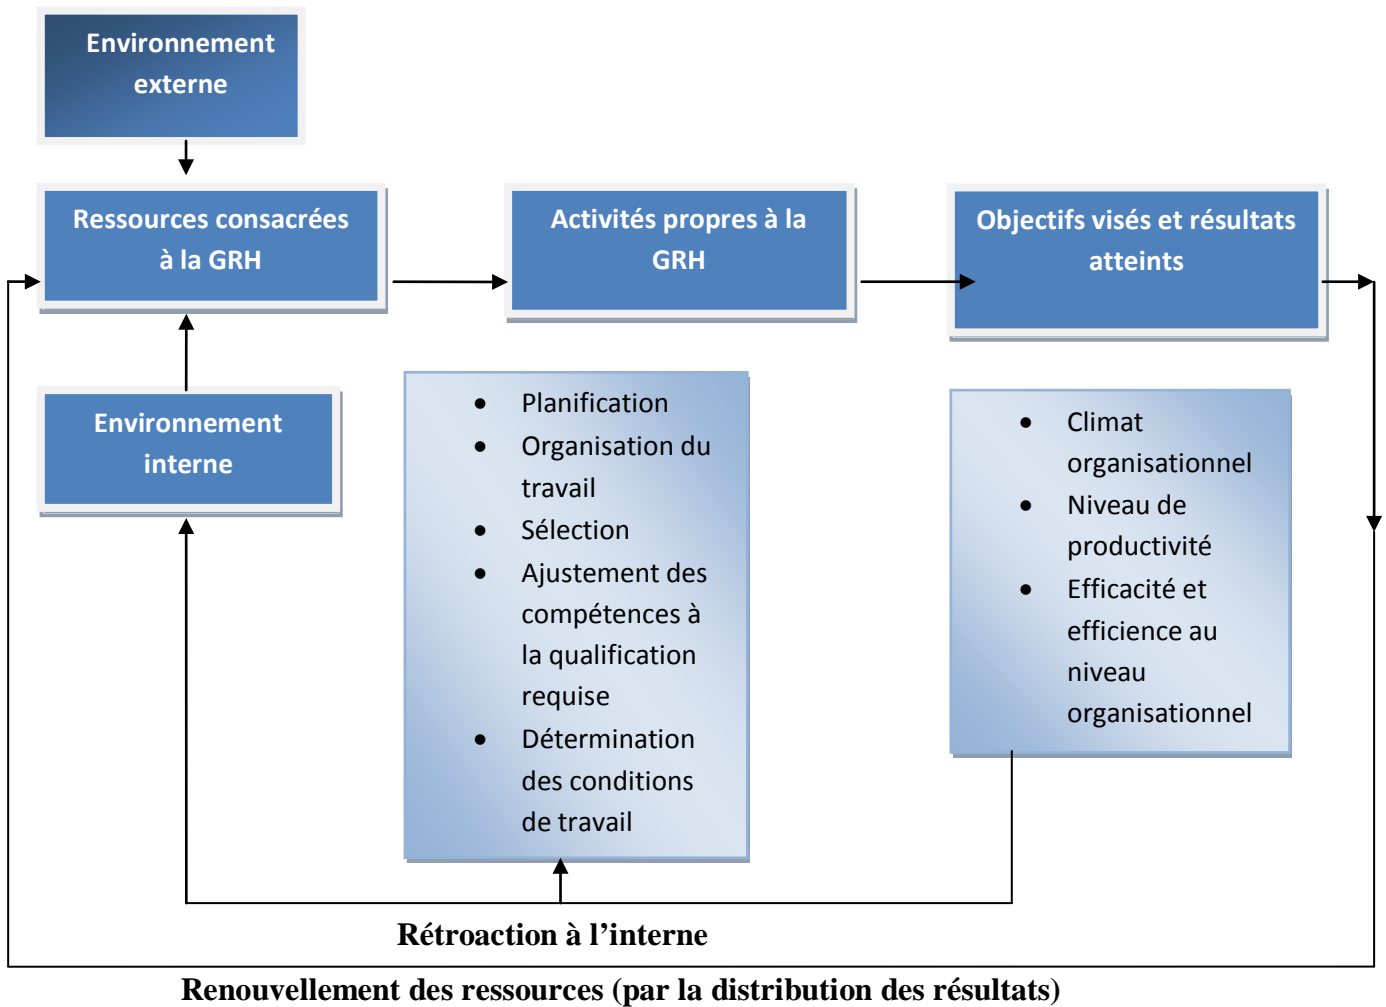 Environnement
externe
Ressources consacrées
à la GRH
Activités propres à la
GRH
Objectifs visés et résultats
atteints
Environnement
interne
• Planification
• Organisation du
travail
• Sélection
• Ajustement des
compétences à
la qualification
requise
• Détermination
des conditions
de travail
• Climat
organisationnel
• Niveau de
productivité
• Efficacité et
efficience au
niveau
organisationnel
Rétroaction à l’interne
Renouvellement des ressources (par la distribution des résultats)